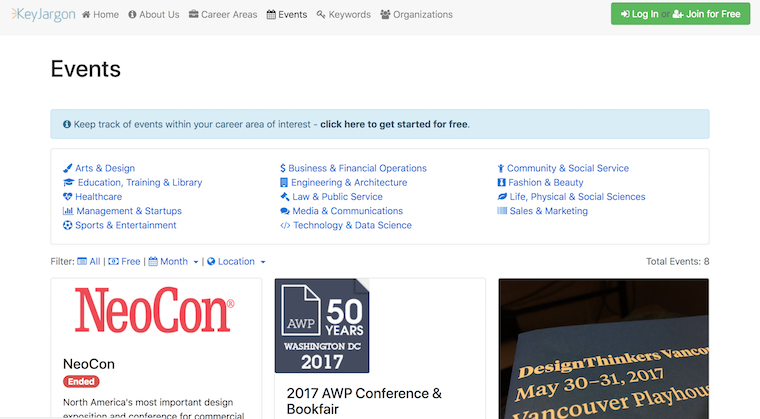 KeyJargon Home About Us Career Areas Events Keywords Organizations Log In or Join for Free
Events
Keep track of events within your career area of interest - click here to get started for free.
Arts & Design
Business & Financial Operations
Community & Social Service
Education, Training & Library
Engineering & Architecture
Fashion & Beauty
Healthcare
Law & Public Service
Life, Physical & Social Sciences
Management & Startups
Media & Communications
Sales & Marketing
Sports & Entertainment
Technology & Data Science
Filter: All | Free | Month | Location
Total Events: 8
NeoCon®
NeoCon
Ended
North America's most important design
exposition and conference for commercial
AWP
50
YEARS
WASHINGTON DC
2017
2017 AWP Conference &
Bookfair
DesignThinkers Vancou
May 30–31, 2017
Vancouver Playhous